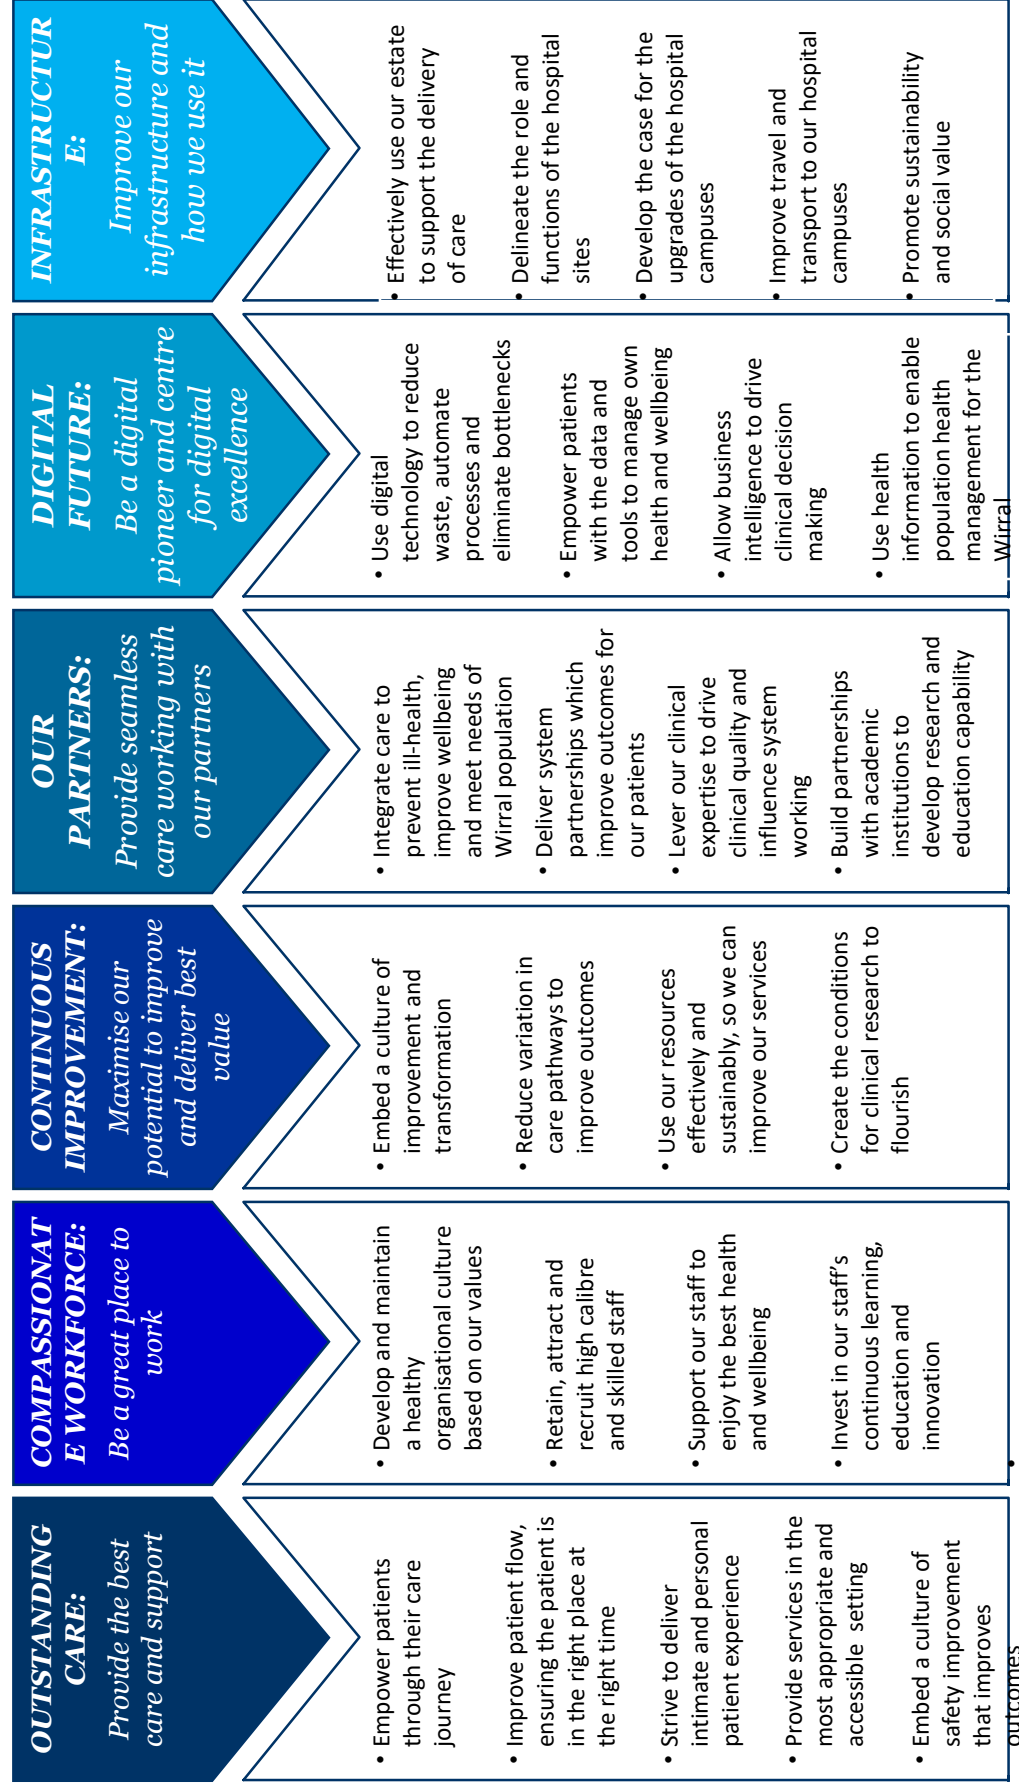 OUTSTANDING
CARE:
Provide the best
care and support
• Empower patients
through their care
journey
• Improve patient flow,
ensuring the patient is
in the right place at
the right time
• Strive to deliver
intimate and personal
patient experience
• Provide services in the
most appropriate and
accessible setting
• Embed a culture of
safety improvement
that improves
outcomes
COMPASSIONAT
E WORKFORCE:
Be a great place to
work
• Develop and maintain
a healthy
organisational culture
based on our values
• Retain, attract and
recruit high calibre
and skilled staff
• Support our staff to
enjoy the best health
and wellbeing
• Invest in our staff’s
continuous learning,
education and
innovation
•
CONTINUOUS
IMPROVEMENT:
Maximise our
potential to improve
and deliver best
value
• Embed a culture of
improvement and
transformation
• Reduce variation in
care pathways to
improve outcomes
• Use our resources
effectively and
sustainably, so we can
improve our services
• Create the conditions
for clinical research to
flourish
OUR
PARTNERS:
Provide seamless
care working with
our partners
• Integrate care to
prevent ill-health,
improve wellbeing
and meet needs of
Wirral population
• Deliver system
partnerships which
improve outcomes for
our patients
• Lever our clinical
expertise to drive
clinical quality and
influence system
working
• Build partnerships
with academic
institutions to
develop research and
education capability
DIGITAL
FUTURE:
Be a digital
pioneer and centre
for digital
excellence
• Use digital
technology to reduce
waste, automate
processes and
eliminate bottlenecks
• Empower patients
with the data and
tools to manage own
health and wellbeing
• Allow business
intelligence to drive
clinical decision
making
• Use health
information to enable
population health
management for the
Wirral
INFRASTRUCTUR
E:
Improve our
infrastructure and
how we use it
• Effectively use our estate
to support the delivery
of care
• Delineate the role and
functions of the hospital
sites
• Develop the case for the
upgrades of the hospital
campuses
• Improve travel and
transport to our hospital
campuses
• Promote sustainability
and social value